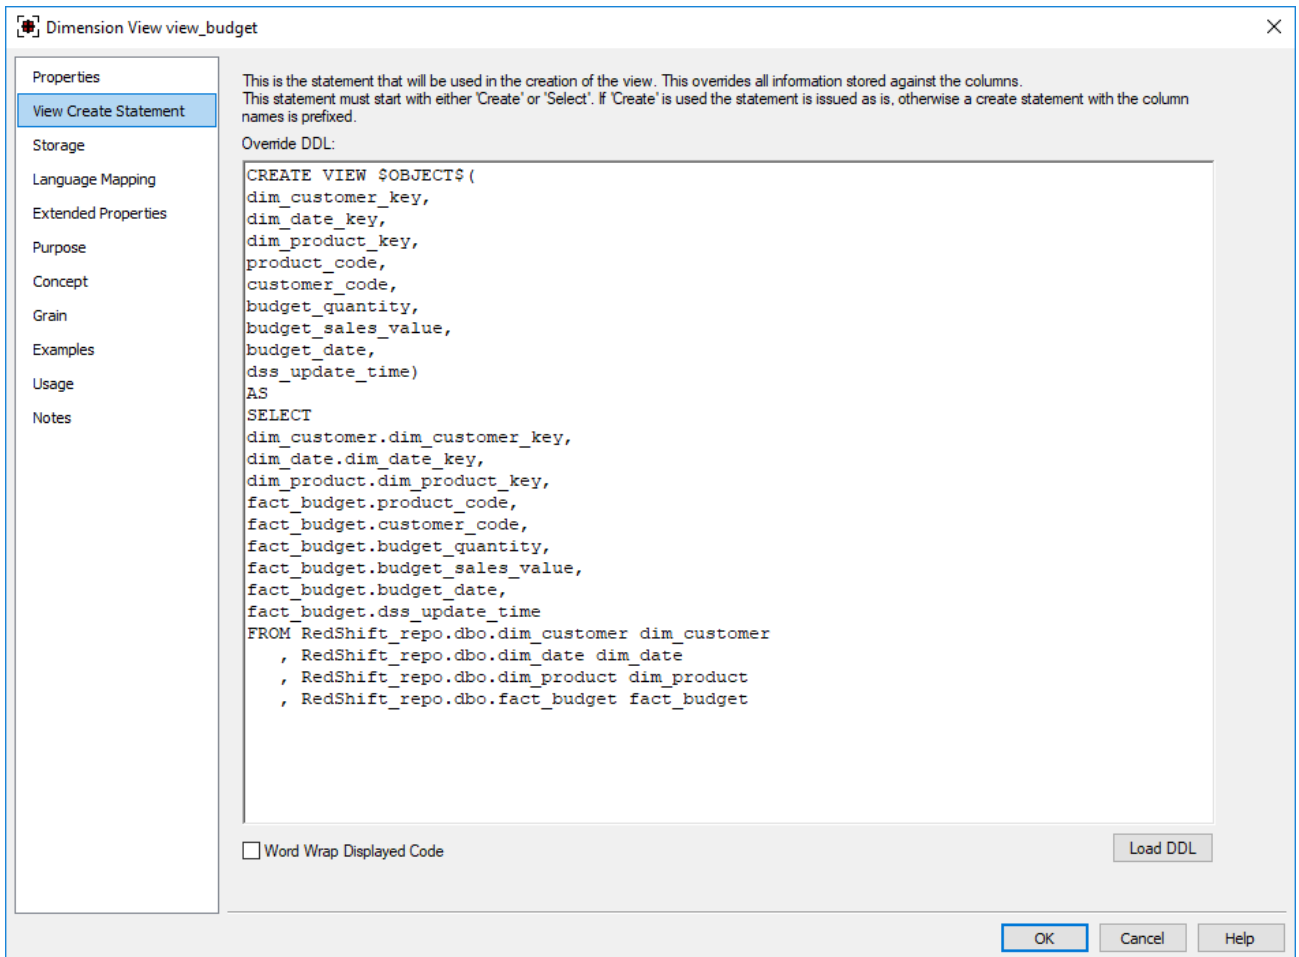 Dimension View view_budget
Properties
View Create Statement
Storage
Language Mapping
Extended Properties
Purpose
Concept
Grain
Examples
Usage
Notes
This is the statement that will be used in the creation of the view. This overrides all information stored against the columns.
This statement must start with either 'Create' or 'Select'. If 'Create' is used the statement is issued as is, otherwise a create statement with the column
names is prefixed.
Override DDL:
CREATE VIEW $OBJECT$(
dim_customer_key,
dim_date_key,
dim_product_key,
product_code,
customer_code,
budget_quantity,
budget_sales_value,
budget_date,
dss_update_time)
AS
SELECT
dim_customer.dim_customer_key,
dim_date.dim_date_key,
dim_product.dim_product_key,
fact_budget.product_code,
fact_budget.customer_code,
fact_budget.budget_quantity,
fact_budget.budget_sales_value,
fact_budget.budget_date,
fact_budget.dss_update_time
FROM RedShift_repo.dbo.dim_customer dim_customer
, RedShift_repo.dbo.dim_date dim_date
, RedShift_repo.dbo.dim_product dim_product
, RedShift_repo.dbo.fact_budget fact_budget
Word Wrap Displayed Code
Load DDL
OK
Cancel
Help